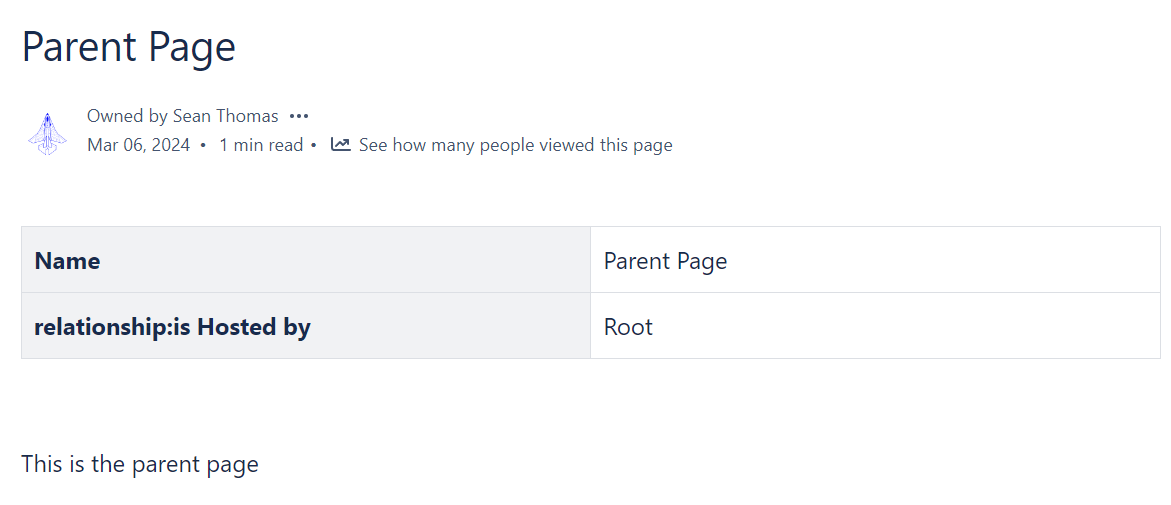 Parent Page
Owned by Sean Thomas •••
Mar 06, 2024 • 1 min read • See how many people viewed this page
Name Parent Page
relationship:is Hosted by Root
This is the parent page